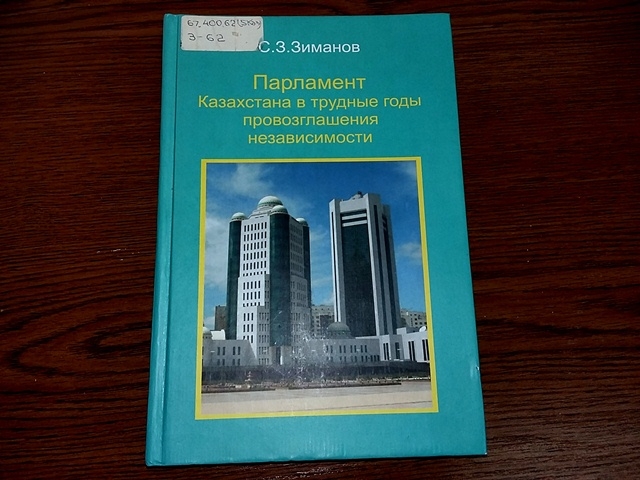 67.400.62(5Каз)
З-62
С.З.Зиманов
Парламент
Казахстана в трудные годы
провозглашения
независимости